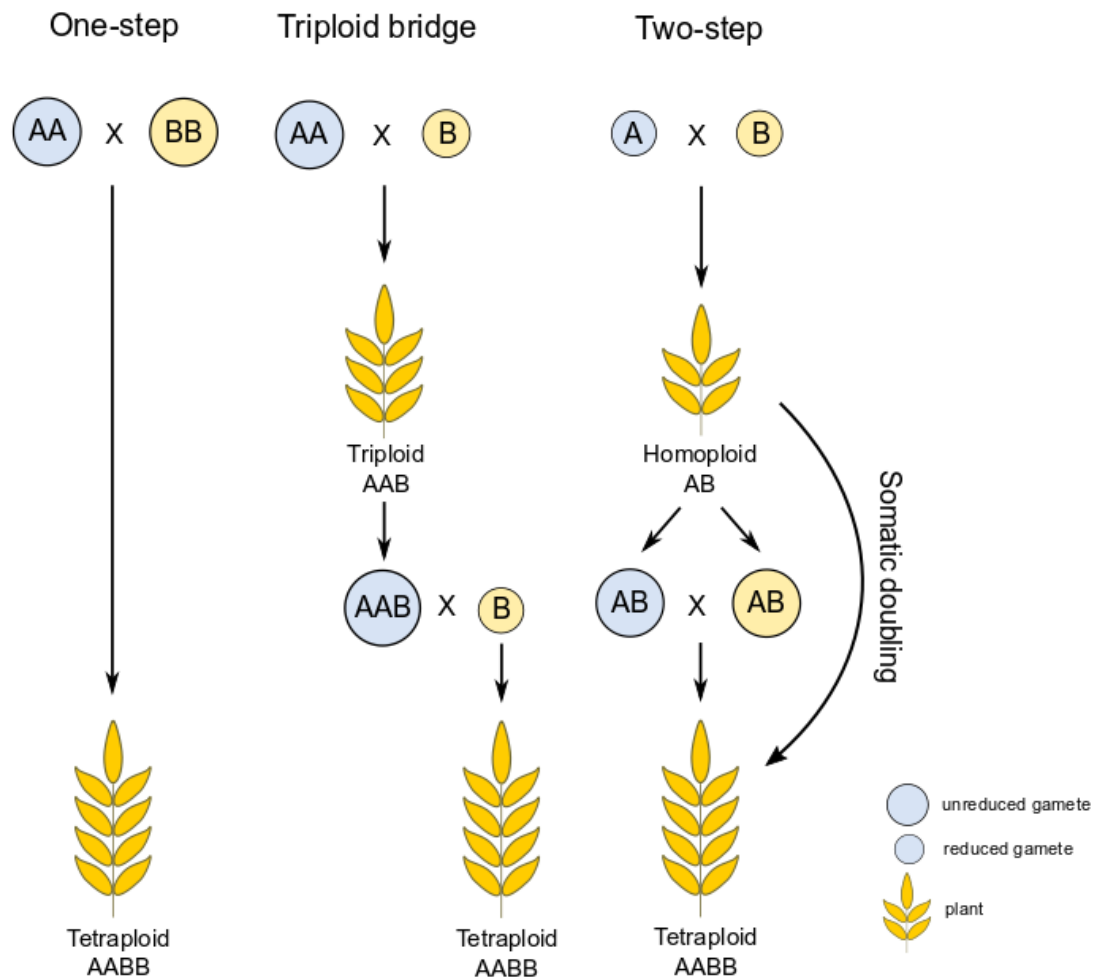 One-step
Triploid bridge
Two-step
AA X BB
AA X B
A X B
Triploid
AAB
Homoploid
AB
Somatic doubling
AAB X B
AB X AB
unreduced gamete
reduced gamete
plant
Tetraploid
AABB
Tetraploid
AABB
Tetraploid
AABB